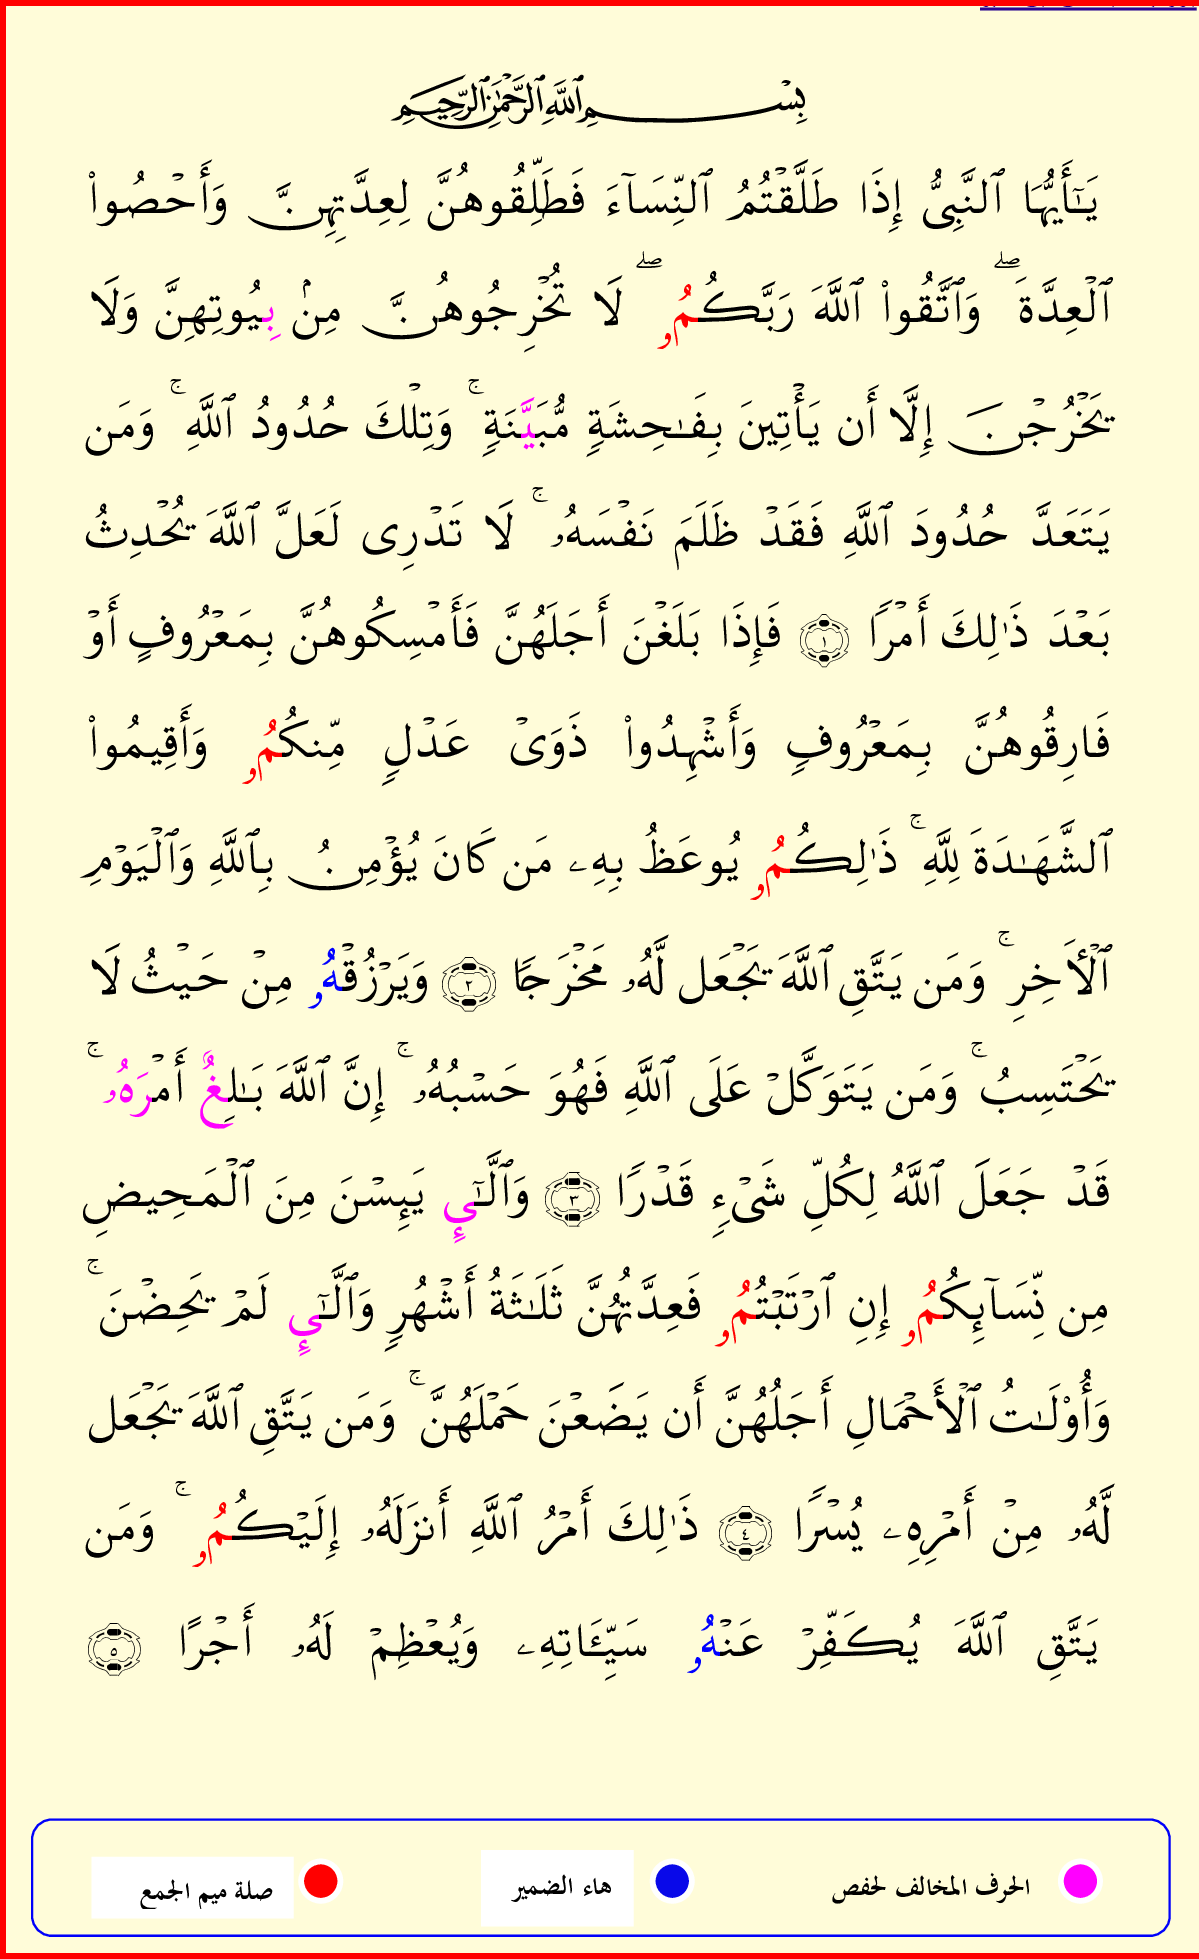 بِسْمِ ٱللَّهِ ٱلرَّحْمَٰنِ ٱلرَّحِيمِ
يَـٰٓأَيُّهَا ٱلنَّبِىُّ إِذَا طَلَّقْتُمُ ٱلنِّسَآءَ فَطَلِّقُوهُنَّ لِعِدَّتِهِنَّ وَأَحْصُوا۟
ٱلْعِدَّةَ ۖ وَٱتَّقُوا۟ ٱللَّهَ رَبَّكُمُۥ ۖ لَا تُخْرِجُوهُنَّ مِنۢ بِيُوتِهِنَّ وَلَا
يَخْرُجْنَ إِلَّا أَن يَأْتِينَ بِفَـٰحِشَةٍ مُّبَيَّنَةٍ ۚ وَتِلْكَ حُدُودُ ٱللَّهِ ۚ وَمَن
يَتَعَدَّ حُدُودَ ٱللَّهِ فَقَدْ ظَلَمَ نَفْسَهُۥ ۚ لَا تَدْرِى لَعَلَّ ٱللَّهَ يُحْدِثُ
بَعْدَ ذَٰلِكَ أَمْرًا ١ فَإِذَا بَلَغْنَ أَجَلَهُنَّ فَأَمْسِكُوهُنَّ بِمَعْرُوفٍ أَوْ
فَارِقُوهُنَّ بِمَعْرُوفٍ وَأَشْهِدُوا۟ ذَوَىْ عَدْلٍ مِّنكُمُۥ وَأَقِيمُوا۟
ٱلشَّهَـٰدَةَ لِلَّهِ ۚ ذَٰلِكُمُۥ يُوعَظُ بِهِۦ مَن كَانَ يُؤْمِنُ بِٱللَّهِ وَٱلْيَوْمِ
ٱلْـَٔاخِرِ ۚ وَمَن يَتَّقِ ٱللَّهَ يَجْعَل لَّهُۥ مَخْرَجًا ٢ وَيَرْزُقْهُۥ مِنْ حَيْثُ لَا
يَحْتَسِبُ ۚ وَمَن يَتَوَكَّلْ عَلَى ٱللَّهِ فَهُوَ حَسْبُهُۥ ۚ إِنَّ ٱللَّهَ بَـٰلِغٌ أَمْرَهُۥ ۚ
قَدْ جَعَلَ ٱللَّهُ لِكُلِّ شَىْءٍ قَدْرًا ٣ وَٱلَّـٰٓىِٕ يَئِسْنَ مِنَ ٱلْمَحِيضِ
مِن نِّسَآئِكُمُۥ إِنِ ٱرْتَبْتُمُۥ فَعِدَّتُهُنَّ ثَلَـٰثَةُ أَشْهُرٍ وَٱلَّـٰٓىِٕ لَمْ يَحِضْنَ ۚ
وَأُو۟لَـٰتُ ٱلْأَحْمَالِ أَجَلُهُنَّ أَن يَضَعْنَ حَمْلَهُنَّ ۚ وَمَن يَتَّقِ ٱللَّهَ يَجْعَل
لَّهُۥ مِنْ أَمْرِهِۦ يُسْرًا ٤ ذَٰلِكَ أَمْرُ ٱللَّهِ أَنزَلَهُۥ إِلَيْكُمُۥ ۚ وَمَن
يَتَّقِ ٱللَّهَ يُكَفِّرْ عَنْهُۥ سَيِّـَٔاتِهِۦ وَيُعْظِمْ لَهُۥ أَجْرًا ٥
الحرف المخالف لحفص هاء الضمير صلة ميم الجمع